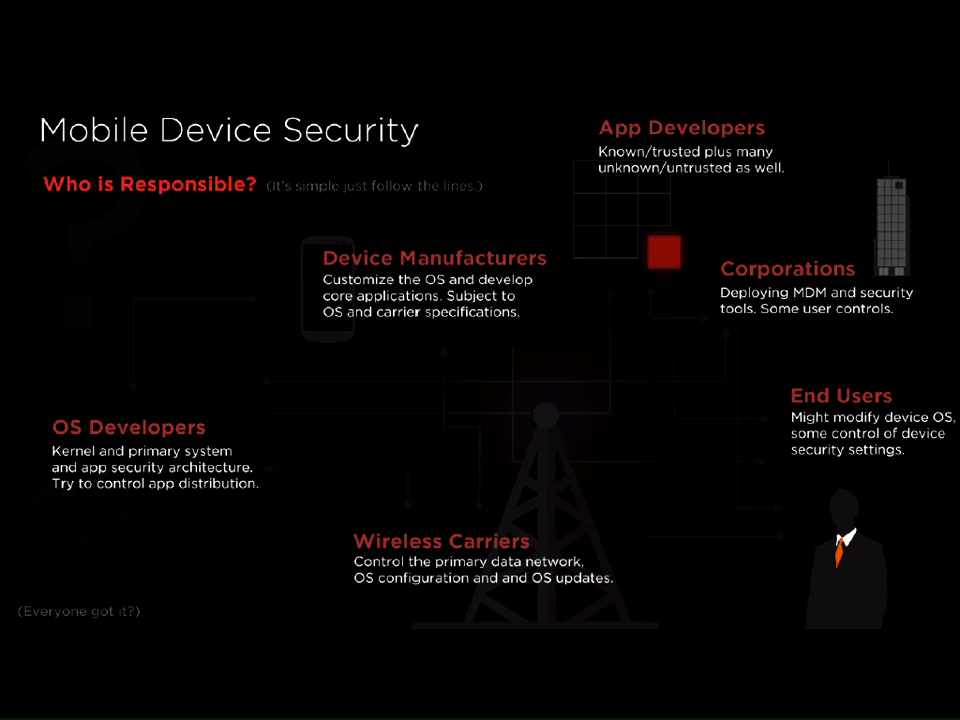 Mobile Device Security
Who is Responsible? (It's simple just follow the lines.)
App Developers
Known/trusted plus many
unknown/untrusted as well.
Device Manufacturers
Customize the OS and develop
core applications. Subject to
OS and carrier specifications.
Corporations
Deploying MDM and security
tools. Some user controls.
End Users
Might modify device OS,
some control of device
security settings.
OS Developers
Kernel and primary system
and app security architecture.
Try to control app distribution.
Wireless Carriers
Control the primary data network,
OS configuration and and OS updates.
(Everyone got it?)